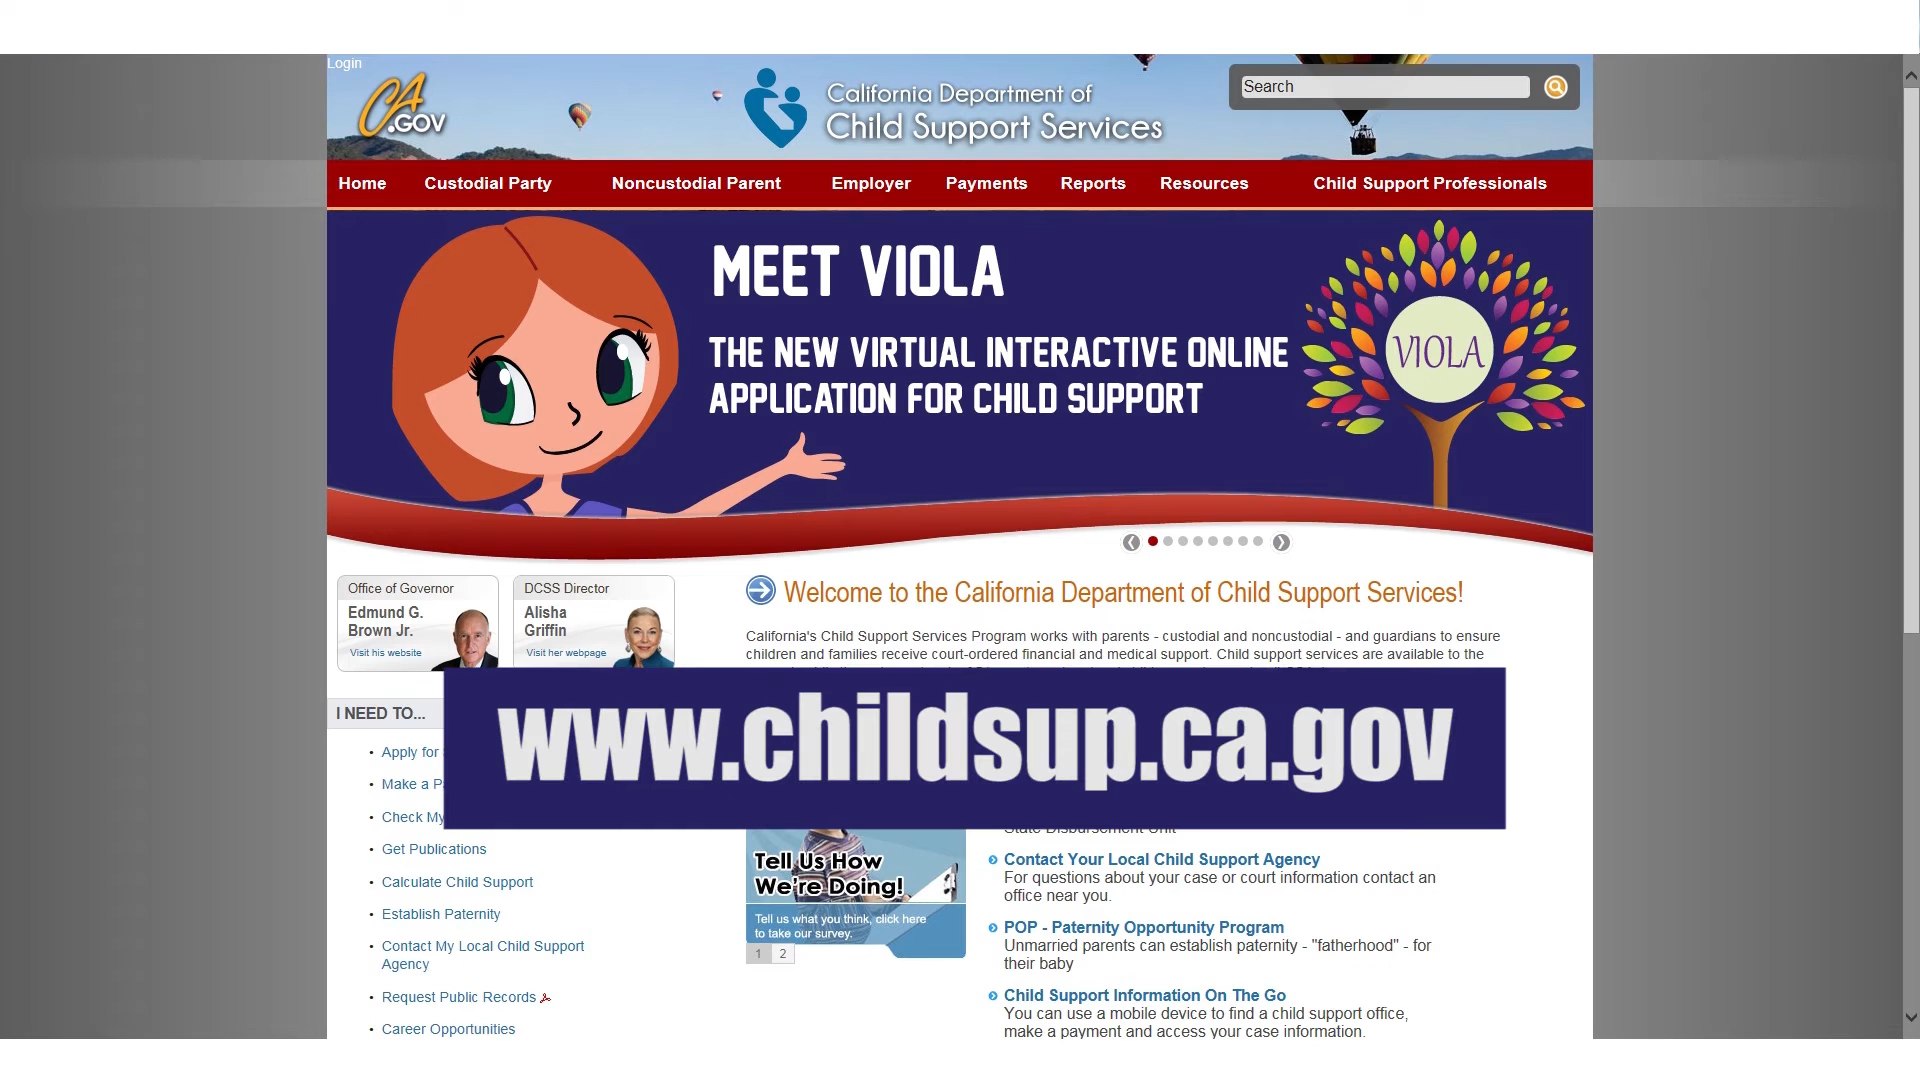 Login
CA
.GOV
California Department of
Child Support Services
Search
Home Custodial Party Noncustodial Parent Employer Payments Reports Resources Child Support Professionals
MEET VIOLA
THE NEW VIRTUAL INTERACTIVE ONLINE
APPLICATION FOR CHILD SUPPORT
VIOLA
Office of Governor
Edmund G.
Brown Jr.
Visit his website
DCSS Director
Alisha
Griffin
Visit her webpage
Welcome to the California Department of Child Support Services!
California's Child Support Services Program works with parents - custodial and noncustodial - and guardians to ensure
children and families receive court-ordered financial and medical support. Child support services are available to the
www.childsup.ca.gov
I NEED TO...
Apply for
Make a
Check My
Get Publications
Calculate Child Support
Establish Paternity
Contact My Local Child Support
Agency
Request Public Records
Career Opportunities
Tell Us How
We're Doing!
Tell us what you think, click here
to take our survey.
1 2
State Disbursement Unit
Contact Your Local Child Support Agency
For questions about your case or court information contact an
office near you.
POP - Paternity Opportunity Program
Unmarried parents can establish paternity - "fatherhood" - for
their baby
Child Support Information On The Go
You can use a mobile device to find a child support office,
make a payment and access your case information.